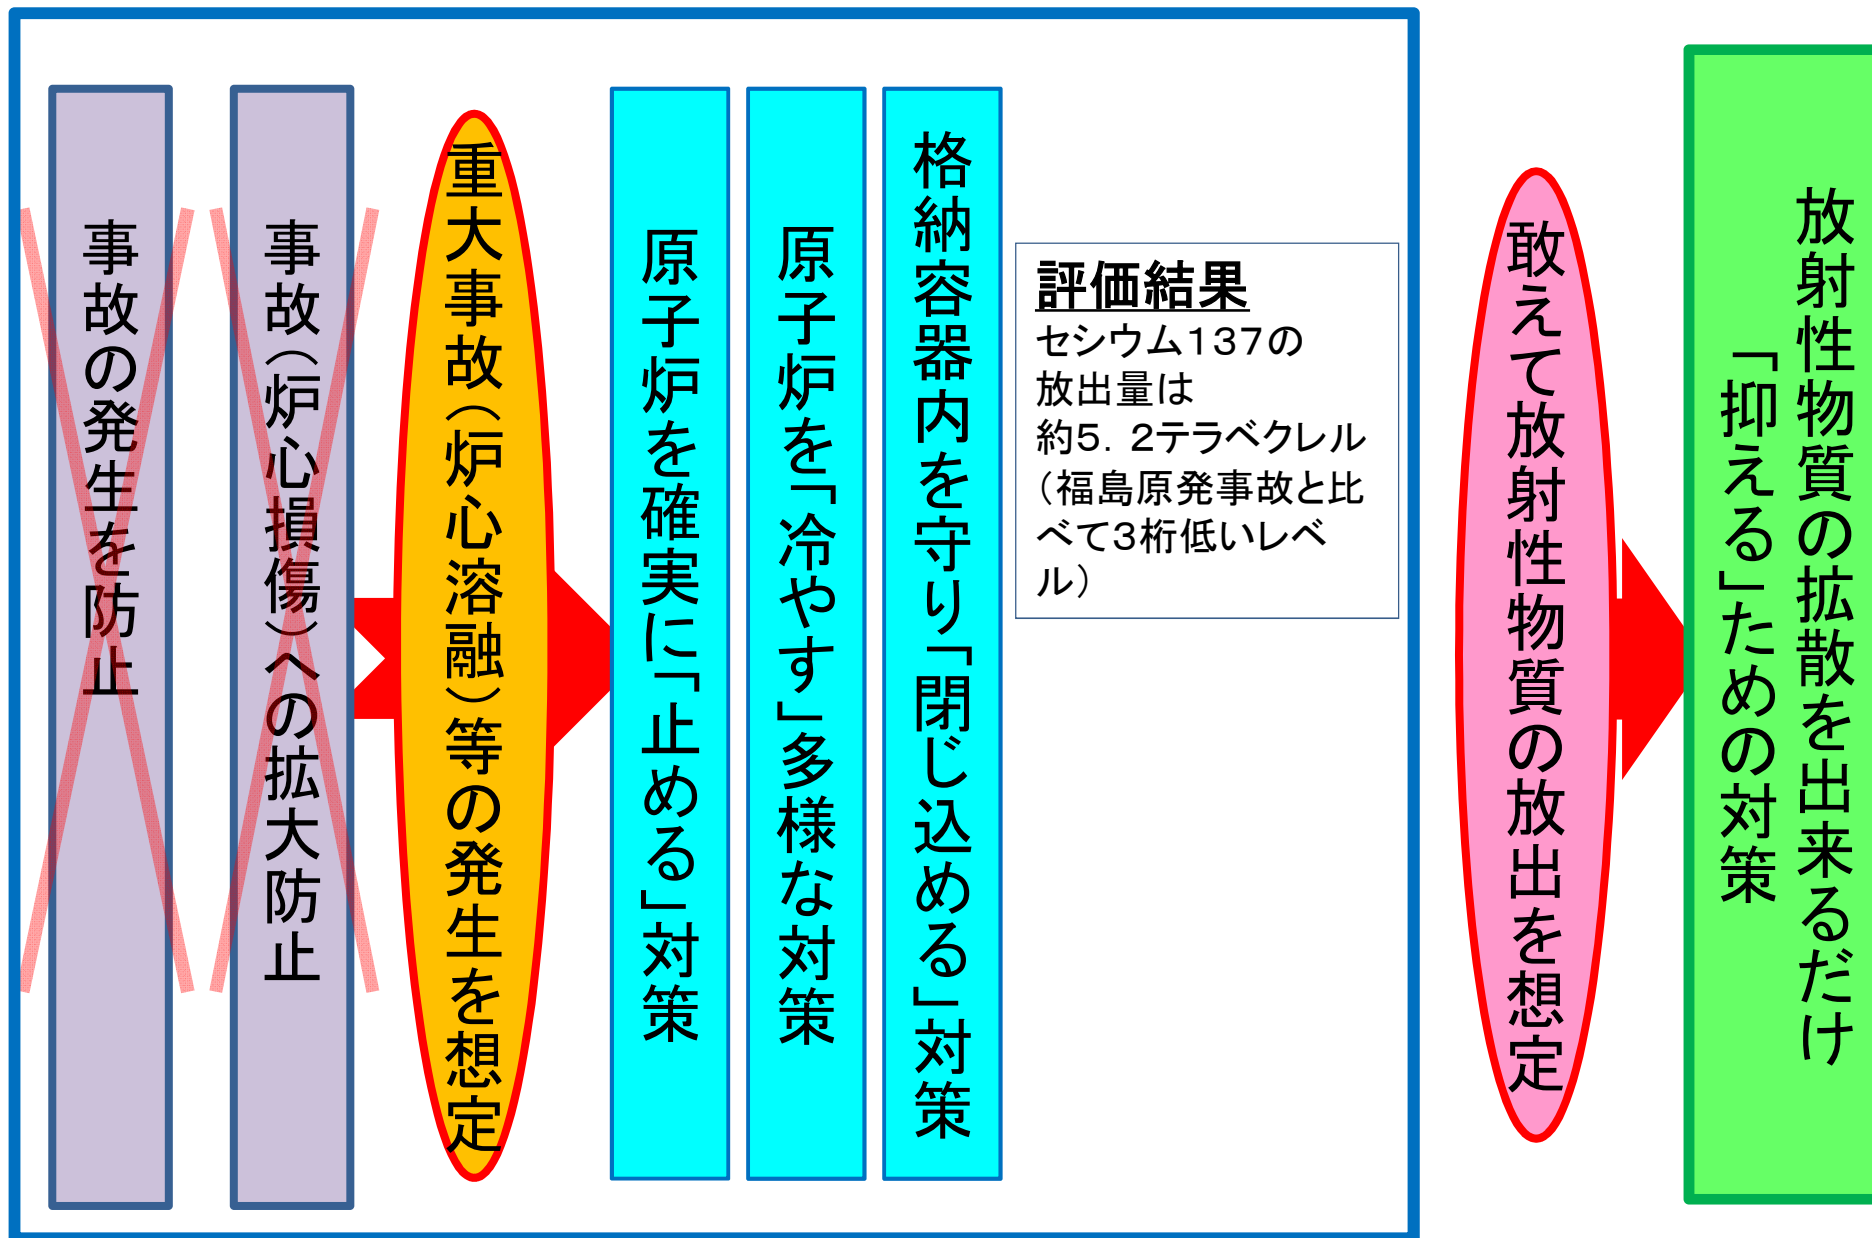 事故の発生を防止
事故（炉心損傷）への拡大防止
重大事故（炉心溶融）等の発生を想定
原子炉を確実に「止める」対策
原子炉を「冷やす」多様な対策
格納容器内を守り「閉じ込める」対策
評価結果
セシウム137の
放出量は
約5．2テラベクレル
（福島原発事故と比
べて3桁低いレベ
ル）
敢えて放射性物質の放出を想定
放射性物質の拡散を出来るだけ
「抑える」ための対策